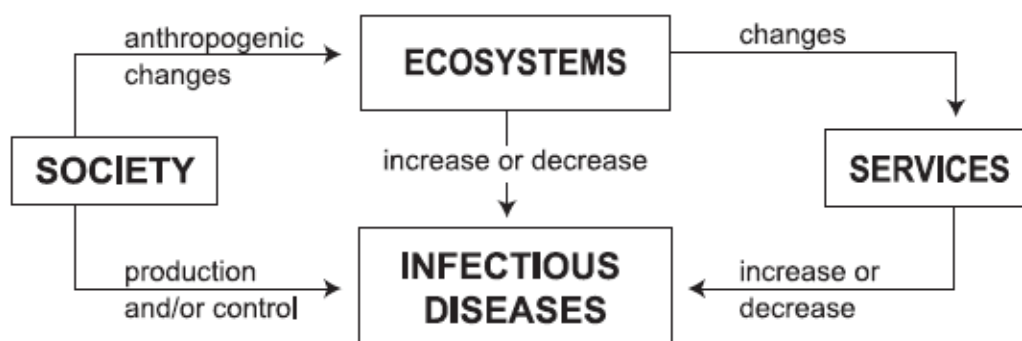 anthropogenic
changes
ECOSYSTEMS
changes
SOCIETY
increase or decrease
SERVICES
production
and/or control
INFECTIOUS
DISEASES
increase or
decrease